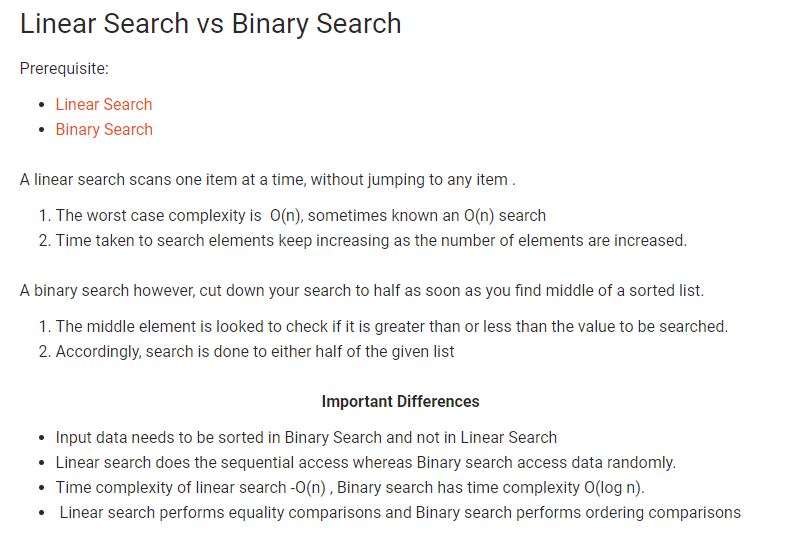 Linear Search vs Binary Search
Prerequisite:
• Linear Search
• Binary Search
A linear search scans one item at a time, without jumping to any item .
1. The worst case complexity is  O(n), sometimes known an O(n) search
2. Time taken to search elements keep increasing as the number of elements are increased.
A binary search however, cut down your search to half as soon as you find middle of a sorted list.
1. The middle element is looked to check if it is greater than or less than the value to be searched.
2. Accordingly, search is done to either half of the given list
Important Differences
• Input data needs to be sorted in Binary Search and not in Linear Search
• Linear search does the sequential access whereas Binary search access data randomly.
• Time complexity of linear search -O(n) , Binary search has time complexity O(log n).
• Linear search performs equality comparisons and Binary search performs ordering comparisons